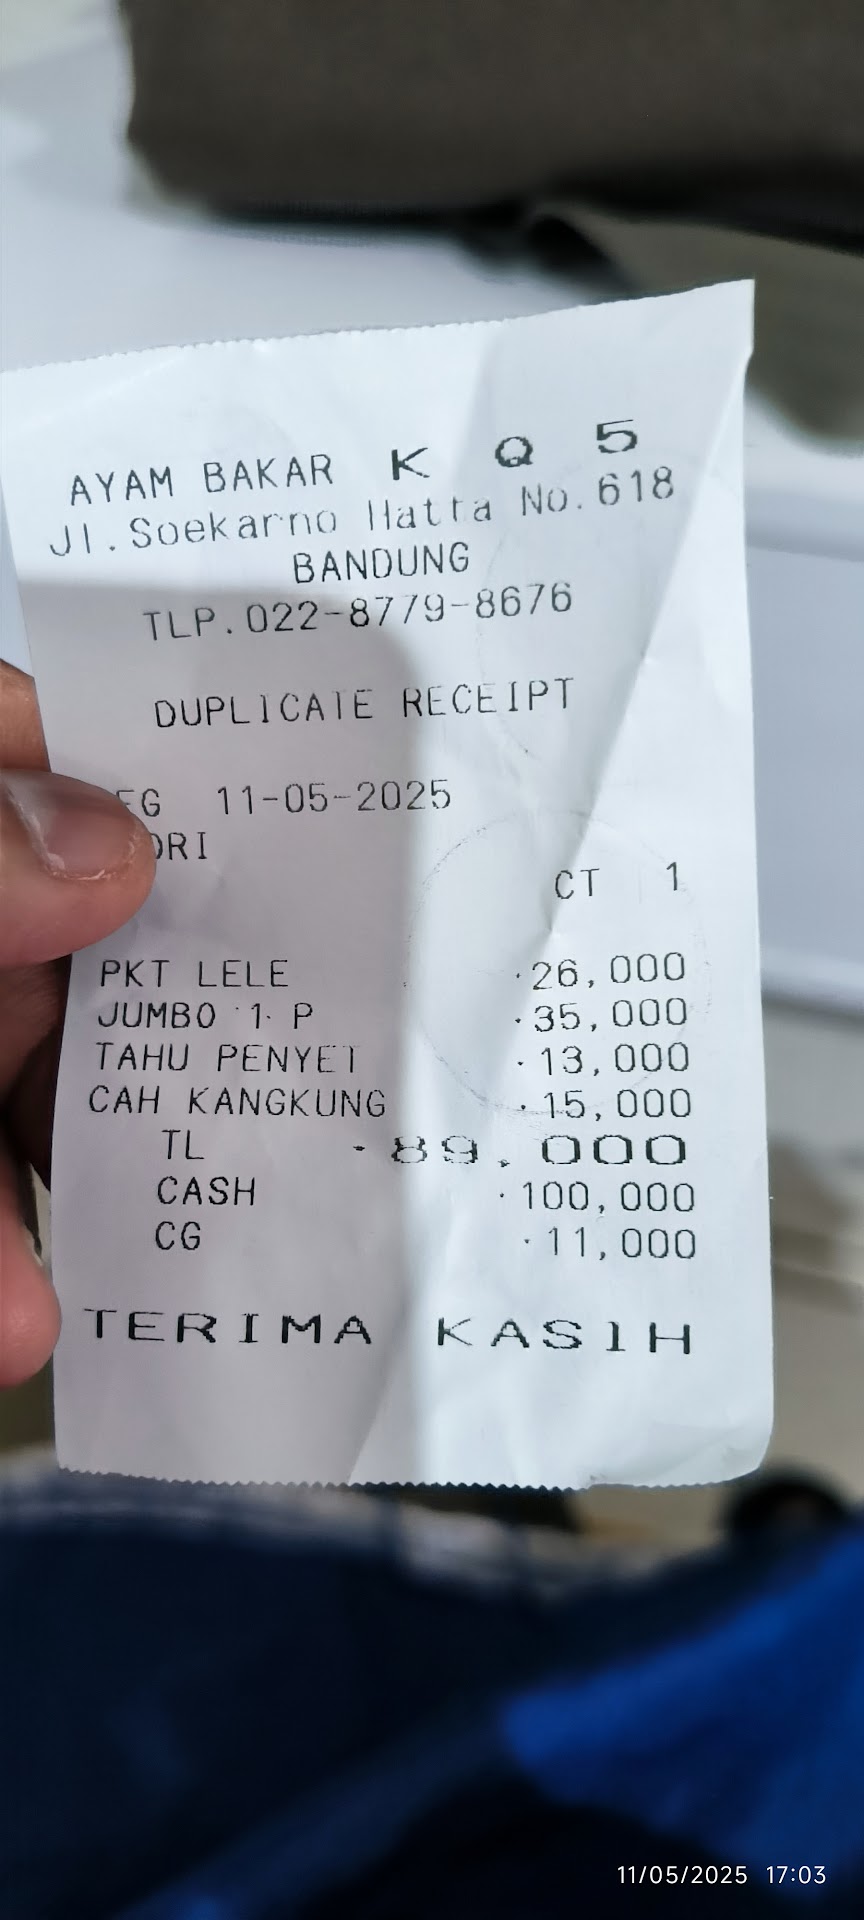 AYAM BAKAR K Q 5
Jl.Soekarno Hatta No.618
BANDUNG
TLP.022-8779-8676
DUPLICATE RECEIPT
EG 11-05-2025
ORI
CT 1
PKT LELE ·26,000
JUMBO 1 P ·35,000
TAHU PENYET ·13,000
CAH KANGKUNG ·15,000
TL ·89,000
CASH ·100,000
CG ·11,000
TERIMA KASIH
11/05/2025 17:03